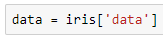 data = iris['data']